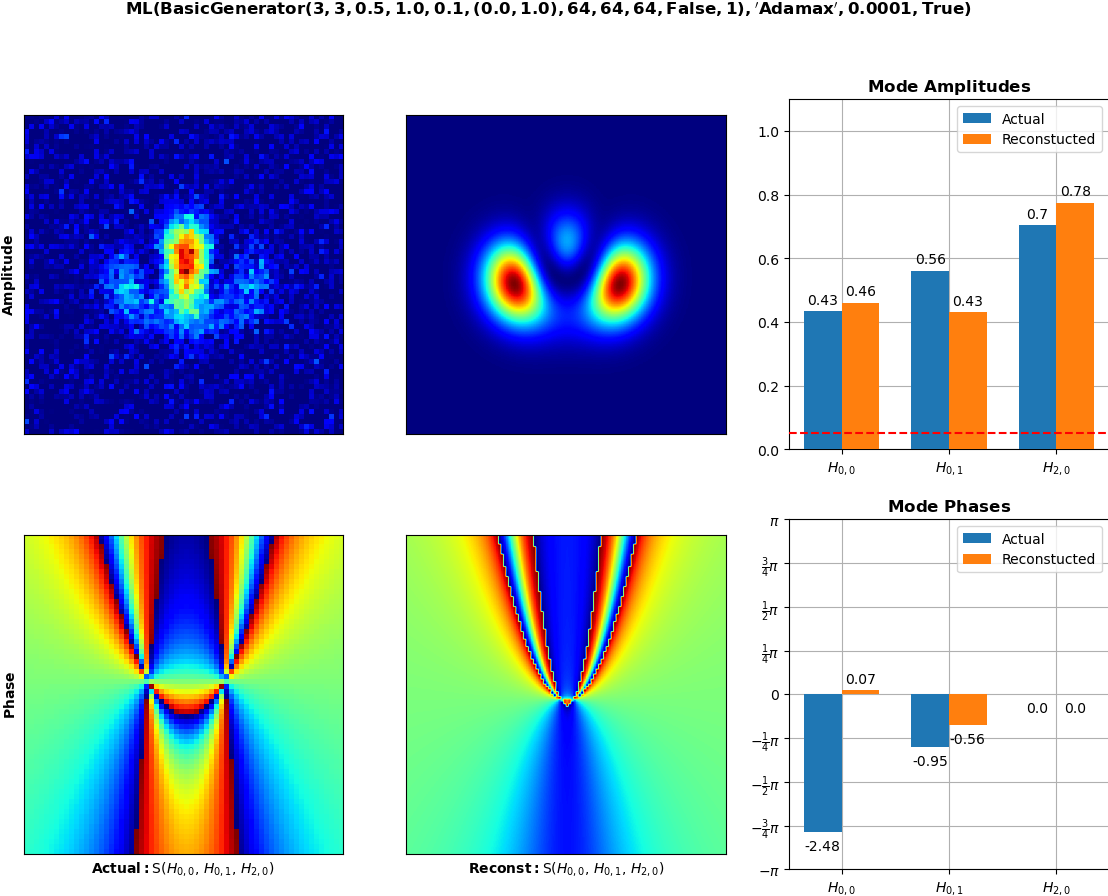 ML(BasicGenerator(3, 3, 0.5, 1.0, 0.1, (0.0, 1.0), 64, 64, 64, False, 1), ′Adamax′, 0.0001, True)
Amplitude
Mode Amplitudes
Actual
Reconstucted
1.0
0.8
0.6
0.4
0.2
0.0
0.43
0.46
0.56
0.43
0.7
0.78
H0,0
H0,1
H2,0
Phase
Actual: S(H0,0, H0,1, H2,0)
Reconst: S(H0,0, H0,1, H2,0)
Mode Phases
Actual
Reconstucted
π
3/4π
1/2π
1/4π
0
−1/4π
−1/2π
−3/4π
−π
-2.48
0.07
-0.95
-0.56
0.0
0.0
H0,0
H0,1
H2,0